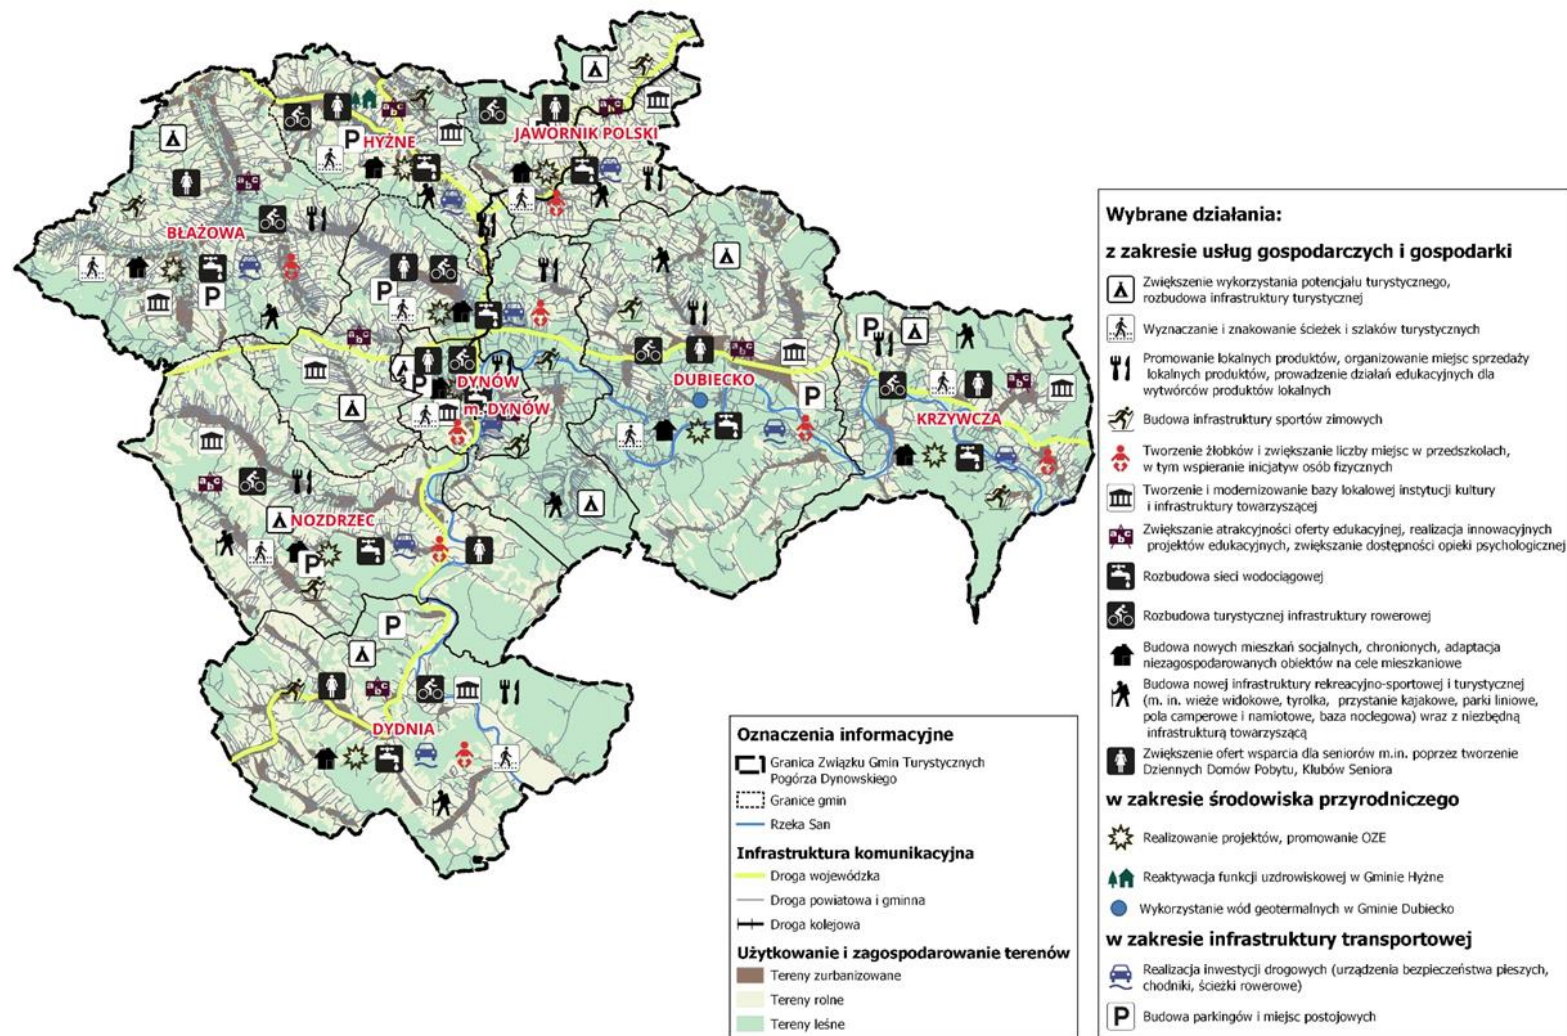 HYŻNE
JAWORNIK POLSKI
BŁAŻOWA
DYNÓW
m. DYNÓW
DUBIECKO
KRZYWCZA
NOZDRZEC
DYDNIA
Oznaczenia informacyjne
Granica Związku Gmin Turystycznych
Pogórza Dynowskiego
Granice gmin
Rzeka San
Infrastruktura komunikacyjna
Droga wojewódzka
Droga powiatowa i gminna
Droga kolejowa
Użytkowanie i zagospodarowanie terenów
Tereny zurbanizowane
Tereny rolne
Tereny leśne
Wybrane działania:
z zakresie usług gospodarczych i gospodarki
Zwiększenie wykorzystania potencjału turystycznego,
rozbudowa infrastruktury turystycznej
Wyznaczanie i znakowanie ścieżek i szlaków turystycznych
Promowanie lokalnych produktów, organizowanie miejsc sprzedaży
lokalnych produktów, prowadzenie działań edukacyjnych dla
wytwórców produktów lokalnych
Budowa infrastruktury sportów zimowych
Tworzenie żłobków i zwiększanie liczby miejsc w przedszkolach,
w tym wspieranie inicjatyw osób fizycznych
Tworzenie i modernizowanie bazy lokalowej instytucji kultury
i infrastruktury towarzyszącej
Zwiększanie atrakcyjności oferty edukacyjnej, realizacja innowacyjnych
projektów edukacyjnych, zwiększanie dostępności opieki psychologicznej
Rozbudowa sieci wodociągowej
Rozbudowa turystycznej infrastruktury rowerowej
Budowa nowych mieszkań socjalnych, chronionych, adaptacja
niezagospodarowanych obiektów na cele mieszkaniowe
Budowa nowej infrastruktury rekreacyjno-sportowej i turystycznej
(m. in. wieże widokowe, tyrolka, przystanie kajakowe, parki liniowe,
pola camperowe i namiotowe, baza noclegowa) wraz z niezbędną
infrastrukturą towarzyszącą
Zwiększenie ofert wsparcia dla seniorów m.in. poprzez tworzenie
Dziennych Domów Pobytu, Klubów Seniora
w zakresie środowiska przyrodniczego
Realizowanie projektów, promowanie OZE
Reaktywacja funkcji uzdrowiskowej w Gminie Hyżne
Wykorzystanie wód geotermalnych w Gminie Dubiecko
w zakresie infrastruktury transportowej
Realizacja inwestycji drogowych (urządzenia bezpieczeństwa pieszych,
chodniki, ścieżki rowerowe)
P Budowa parkingów i miejsc postojowych